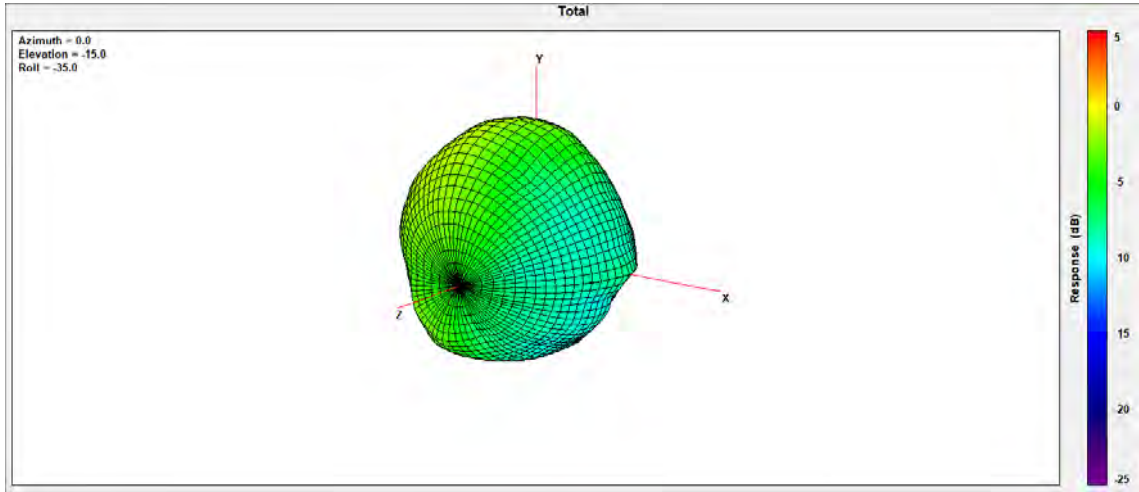 Total
Azimuth = 0.0
Elevation = -15.0
Roll = -35.0
Y
X
Z
5
0
-5
-10
-15
-20
-25
Response (dB)